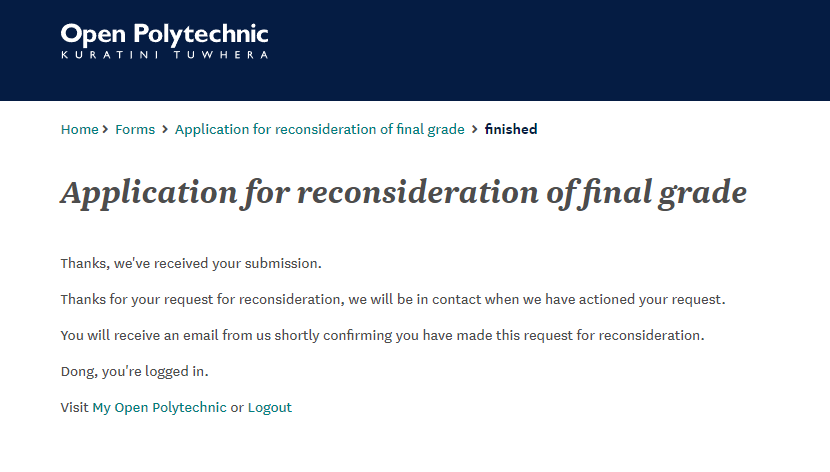 Open Polytechnic
KURATINI TUWHERA
Home > Forms > Application for reconsideration of final grade > finished
Application for reconsideration of final grade
Thanks, we've received your submission.
Thanks for your request for reconsideration, we will be in contact when we have actioned your request.
You will receive an email from us shortly confirming you have made this request for reconsideration.
Dong, you're logged in.
Visit My Open Polytechnic or Logout